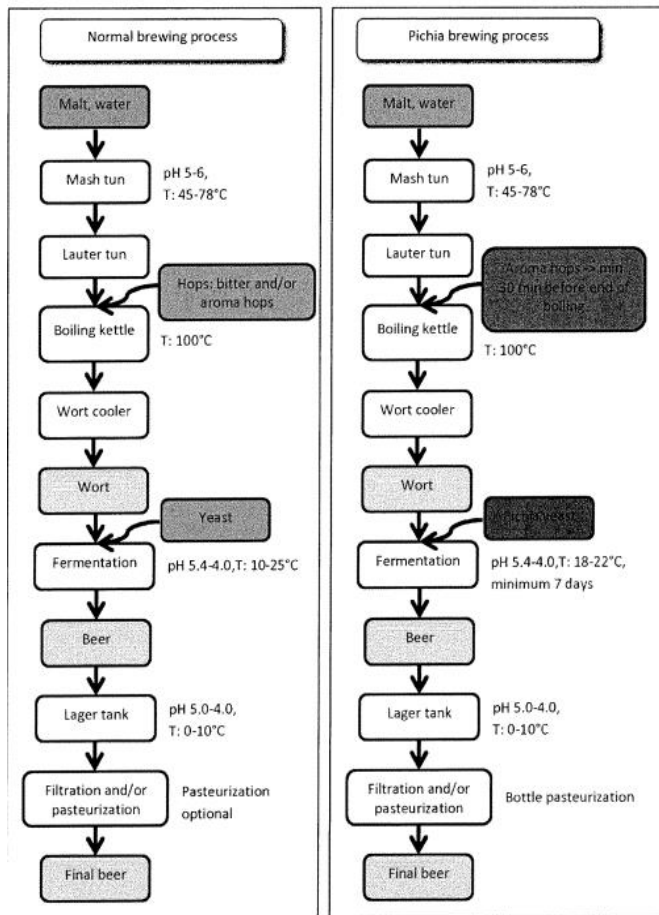 Normal brewing process
Malt, water
Mash tun
pH 5-6,
T: 45-78°C
Lauter tun
Hops: bitter and/or
aroma hops
Boiling kettle
T: 100°C
Wort cooler
Wort
Yeast
Fermentation
pH 5.4-4.0,T: 10-25°C
Beer
Lager tank
pH 5.0-4.0,
T: 0-10°C
Filtration and/or
pasteurization
Pasteurization
optional
Final beer
Pichia brewing process
Malt, water
Mash tun
pH 5-6,
T: 45-78°C
Lauter tun
Aroma hops -> min
30 min before end of
boiling
Boiling kettle
T: 100°C
Wort cooler
Wort
Pichia yeast
Fermentation
pH 5.4-4.0,T: 18-22°C,
minimum 7 days
Beer
Lager tank
pH 5.0-4.0,
T: 0-10°C
Filtration and/or
pasteurization
Bottle pasteurization
Final beer